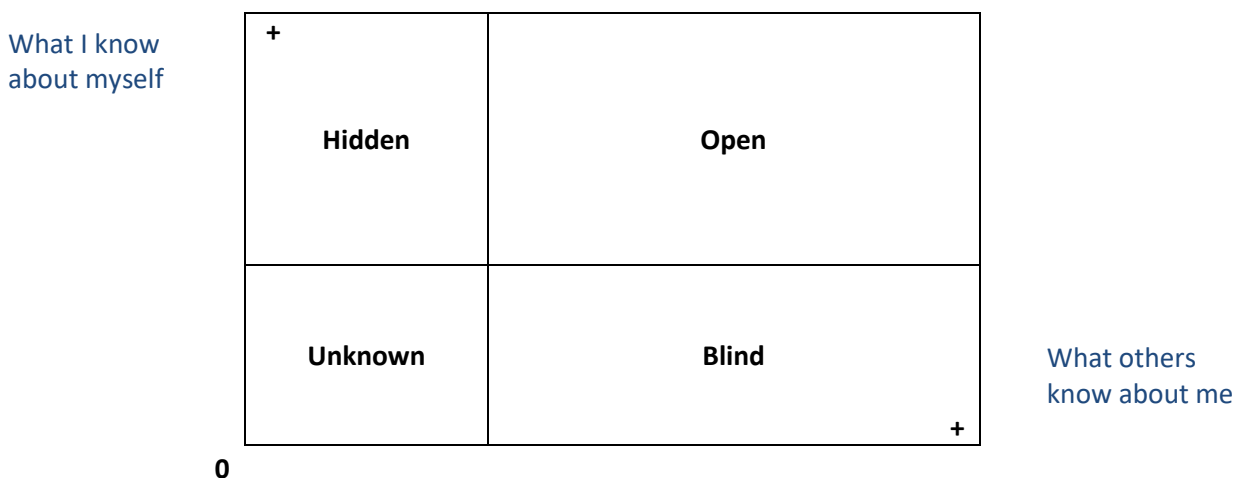 What I know
about myself
+
Hidden
Open
Unknown
Blind
What others
know about me
+
0